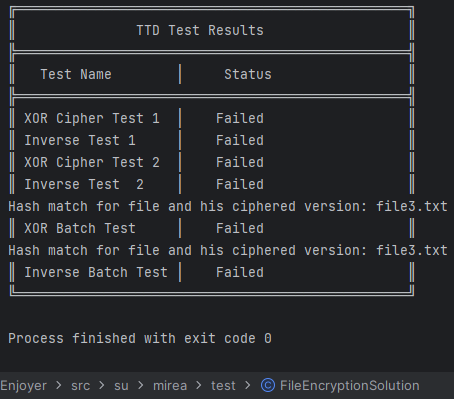 TTD Test Results
Test Name | Status
XOR Cipher Test 1 | Failed
Inverse Test 1 | Failed
XOR Cipher Test 2 | Failed
Inverse Test  2 | Failed
Hash match for file and his ciphered version: file3.txt
XOR Batch Test | Failed
Hash match for file and his ciphered version: file3.txt
Inverse Batch Test | Failed
Process finished with exit code 0
Enjoyer > src > su > mirea > test > © FileEncryptionSolution